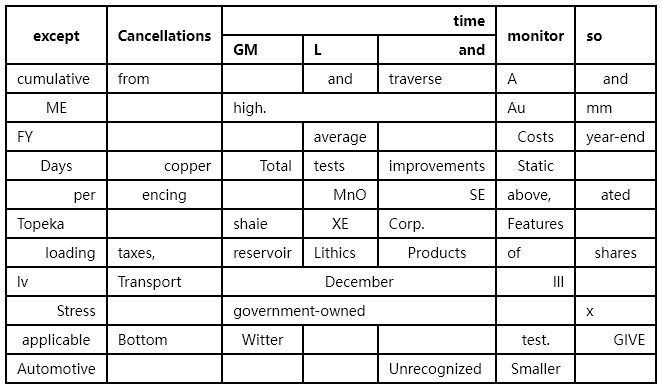 except Cancellations time monitor so
GM L and
cumulative from and traverse A and
ME high. Au mm
FY average Costs year-end
Days copper Total tests improvements Static
per encing MnO SE above, ated
Topeka shaie XE Corp. Features
loading taxes, reservoir Lithics Products of shares
Iv Transport December III
Stress government-owned x
applicable Bottom Witter test. GIVE
Automotive Unrecognized Smaller